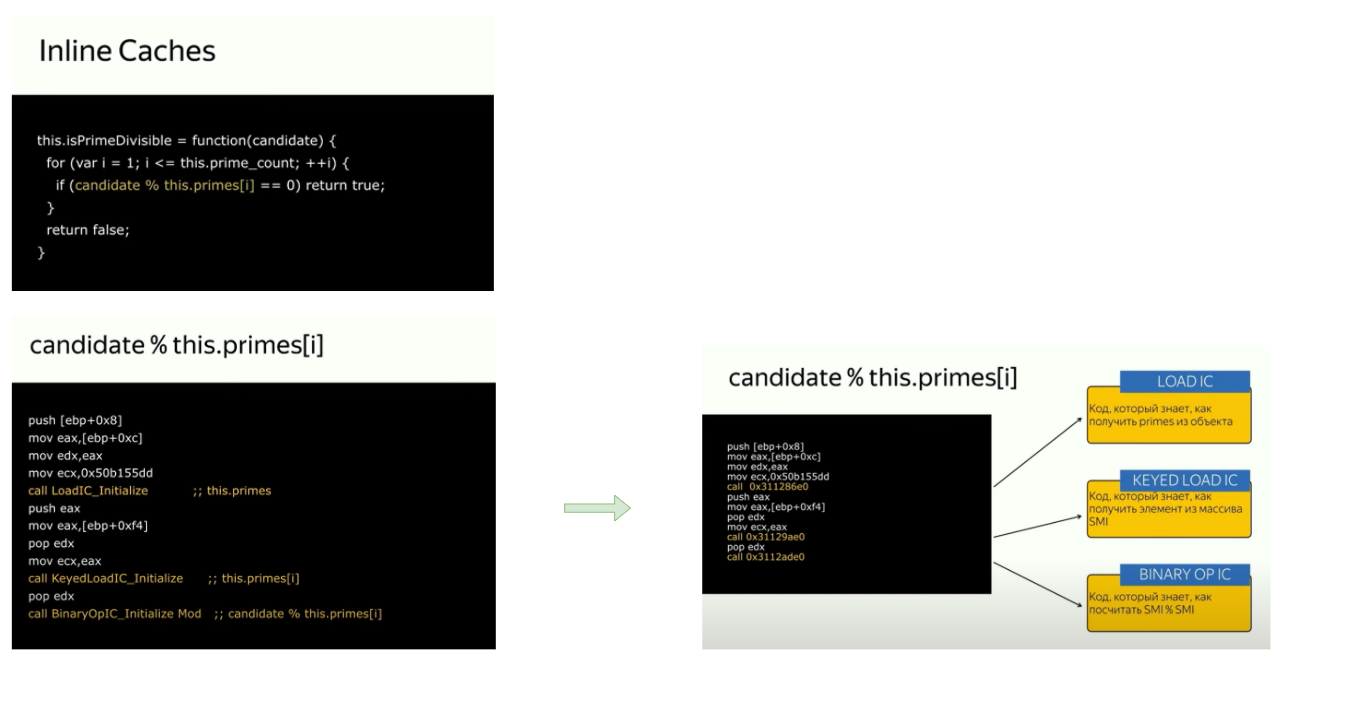 Inline Caches
this.isPrimeDivisible = function(candidate) {
for (var i = 1; i <= this.prime_count; ++i) {
if (candidate % this.primes[i] == 0) return true;
}
return false;
}
candidate % this.primes[i]
push [ebp+0x8]
mov eax,[ebp+0xc]
mov edx,eax
mov ecx,0x50b155dd
call LoadIC_Initialize ;; this.primes
push eax
mov eax,[ebp+0xf4]
pop edx
mov ecx,eax
call KeyedLoadIC_Initialize ;; this.primes[i]
pop edx
call BinaryOpIC_Initialize Mod ;; candidate % this.primes[i]
candidate % this.primes[i]
push [ebp+0x8]
mov eax,[ebp+0xc]
mov edx,eax
mov ecx,0x50b155dd
call 0x311286e0
push eax
mov eax,[ebp+0xf4]
pop edx
mov ecx,eax
call 0x31129ae0
pop edx
call 0x3112ade0
LOAD IC
Код, который знает, как
получить primes из объекта
KEYED LOAD IC
Код, который знает, как
получить элемент из массива
SMI
BINARY OP IC
Код, который знает, как
посчитать SMI % SMI